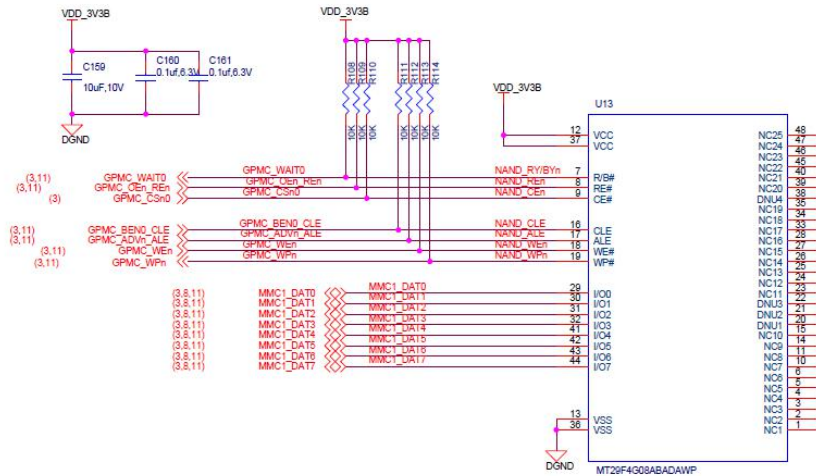 VDD_3V3B
VDD_3V3B
C159
10uF,10V
C160
0.1uf,6.3V
C161
0.1uf,6.3V
DGND
R108
R109
R110
R111
R112
R113
R114
10K
10K
10K
10K
10K
10K
10K
VDD_3V3B
U13
12 VCC
37 VCC
(3,11) GPMC_WAIT0 GPMC_WAIT0 NAND_RY/BYn 7 R/B#
(3,11) GPMC_OEn_REn GPMC_OEn_REn NAND_REn 8 RE#
(3) GPMC_CSn0 GPMC_CSn0 NAND_CEn 9 CE#
(3,11) GPMC_BEN0_CLE GPMC_BEN0_CLE NAND_CLE 16 CLE
(3,11) GPMC_ADVn_ALE GPMC_ADVn_ALE NAND_ALE 17 ALE
(3,11) GPMC_WEn GPMC_WEn NAND_WEn 18 WE#
(3,11) GPMC_WPn GPMC_WPn NAND_WPn 19 WP#
(3,8,11) MMC1_DAT0 MMC1_DAT0 29 I/O0
(3,8,11) MMC1_DAT1 MMC1_DAT1 30 I/O1
(3,8,11) MMC1_DAT2 MMC1_DAT2 31 I/O2
(3,8,11) MMC1_DAT3 MMC1_DAT3 32 I/O3
(3,8,11) MMC1_DAT4 MMC1_DAT4 41 I/O4
(3,8,11) MMC1_DAT5 MMC1_DAT5 42 I/O5
(3,8,11) MMC1_DAT6 MMC1_DAT6 43 I/O6
(3,8,11) MMC1_DAT7 MMC1_DAT7 44 I/O7
13 VSS
36 VSS
DGND
NC25 48
NC24 47
NC23 46
NC22 45
NC21 40
NC20 39
DNU4 38
NC19 35
NC18 34
NC17 33
NC16 28
NC15 27
NC14 26
NC13 25
NC12 24
NC11 23
DNU3 22
DNU2 21
DNU1 20
NC10 15
NC9 14
NC8 11
NC7 10
NC6 6
NC5 5
NC4 4
NC3 3
NC2 2
NC1 1
MT29F4G08ABADAWP